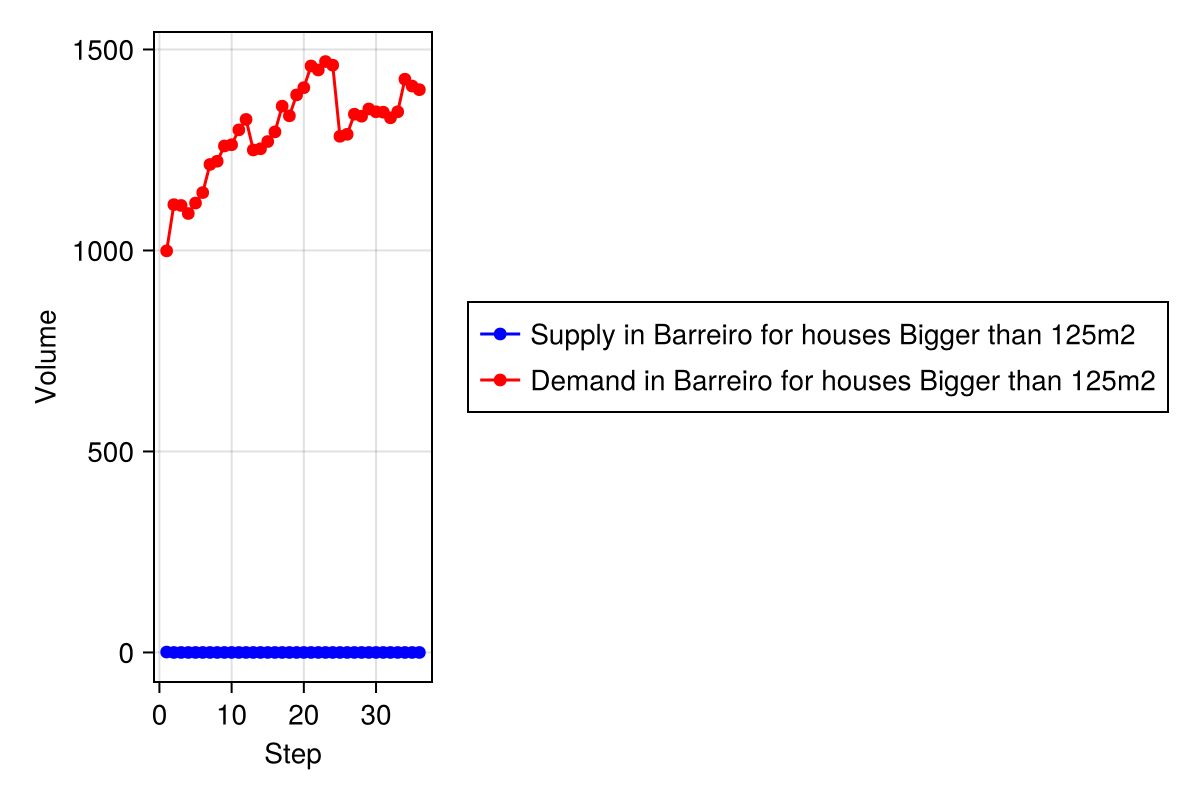 1500
1000
500
0
Volume
0 10 20 30
Step
Supply in Barreiro for houses Bigger than 125m2
Demand in Barreiro for houses Bigger than 125m2